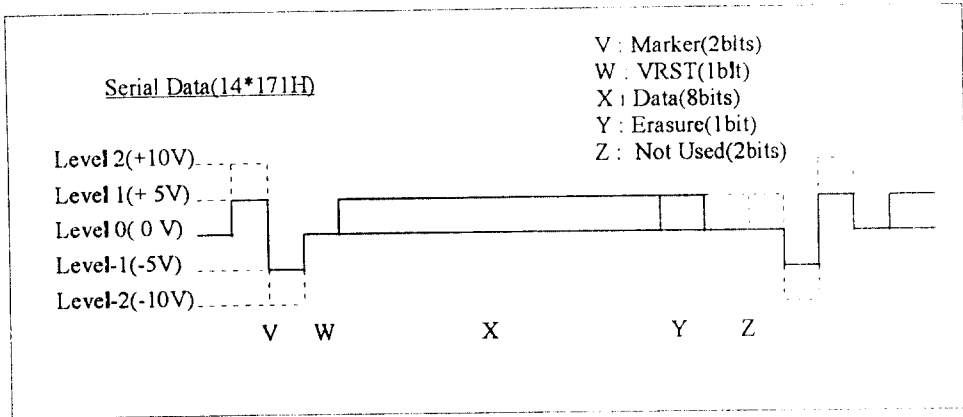 V : Marker(2bits)
W : VRST(1bit)
Serial Data(14*171H)
X : Data(8bits)
Y : Erasure(1bit)
Z : Not Used(2bits)
Level 2(+10V)
Level 1(+ 5V)
Level 0( 0 V)
Level-1(-5V)
Level-2(-10V)
V W X Y Z